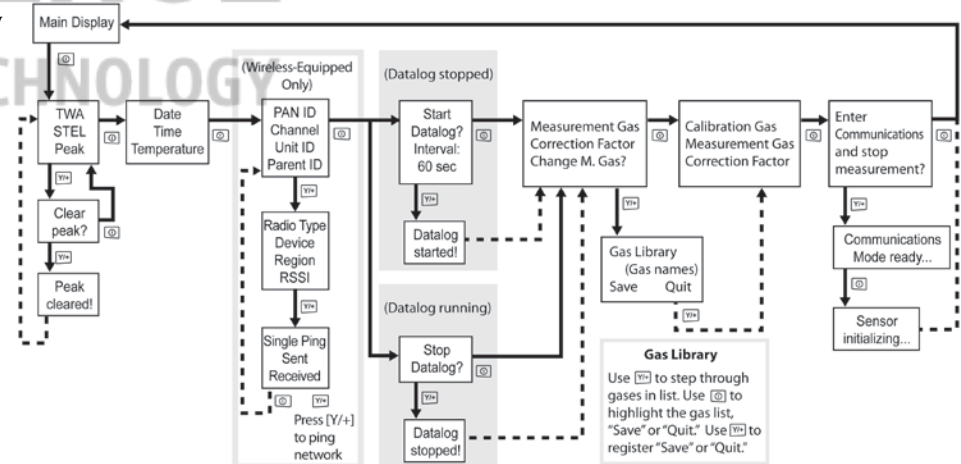 ENCE
CHNOLOGY
Main Display
TWA
STEL
Peak
Y/+
Clear
peak?
Y/+
Peak
cleared!
Date
Time
Temperature
(Wireless-Equipped
Only)
PAN ID
Channel
Unit ID
Parent ID
Y/+
Radio Type
Device
Region
RSSI
Y/+
Single Ping
Sent
Received
Y/+
Press [Y/+]
to ping
network
(Datalog stopped)
Start
Datalog?
Interval:
60 sec
Y/+
Datalog
started!
(Datalog running)
Stop
Datalog?
Y/+
Datalog
stopped!
Measurement Gas
Correction Factor
Change M. Gas?
Y/+
Gas Library
(Gas names)
Save Quit
Y/+
Calibration Gas
Measurement Gas
Correction Factor
Enter
Communications
and stop
measurement?
Y/+
Communications
Mode ready...
Sensor
initializing...
Gas Library
Use Y/+ to step through
gases in list. Use to
highlight the gas list,
“Save” or “Quit.” Use Y/+ to
register “Save” or “Quit.”